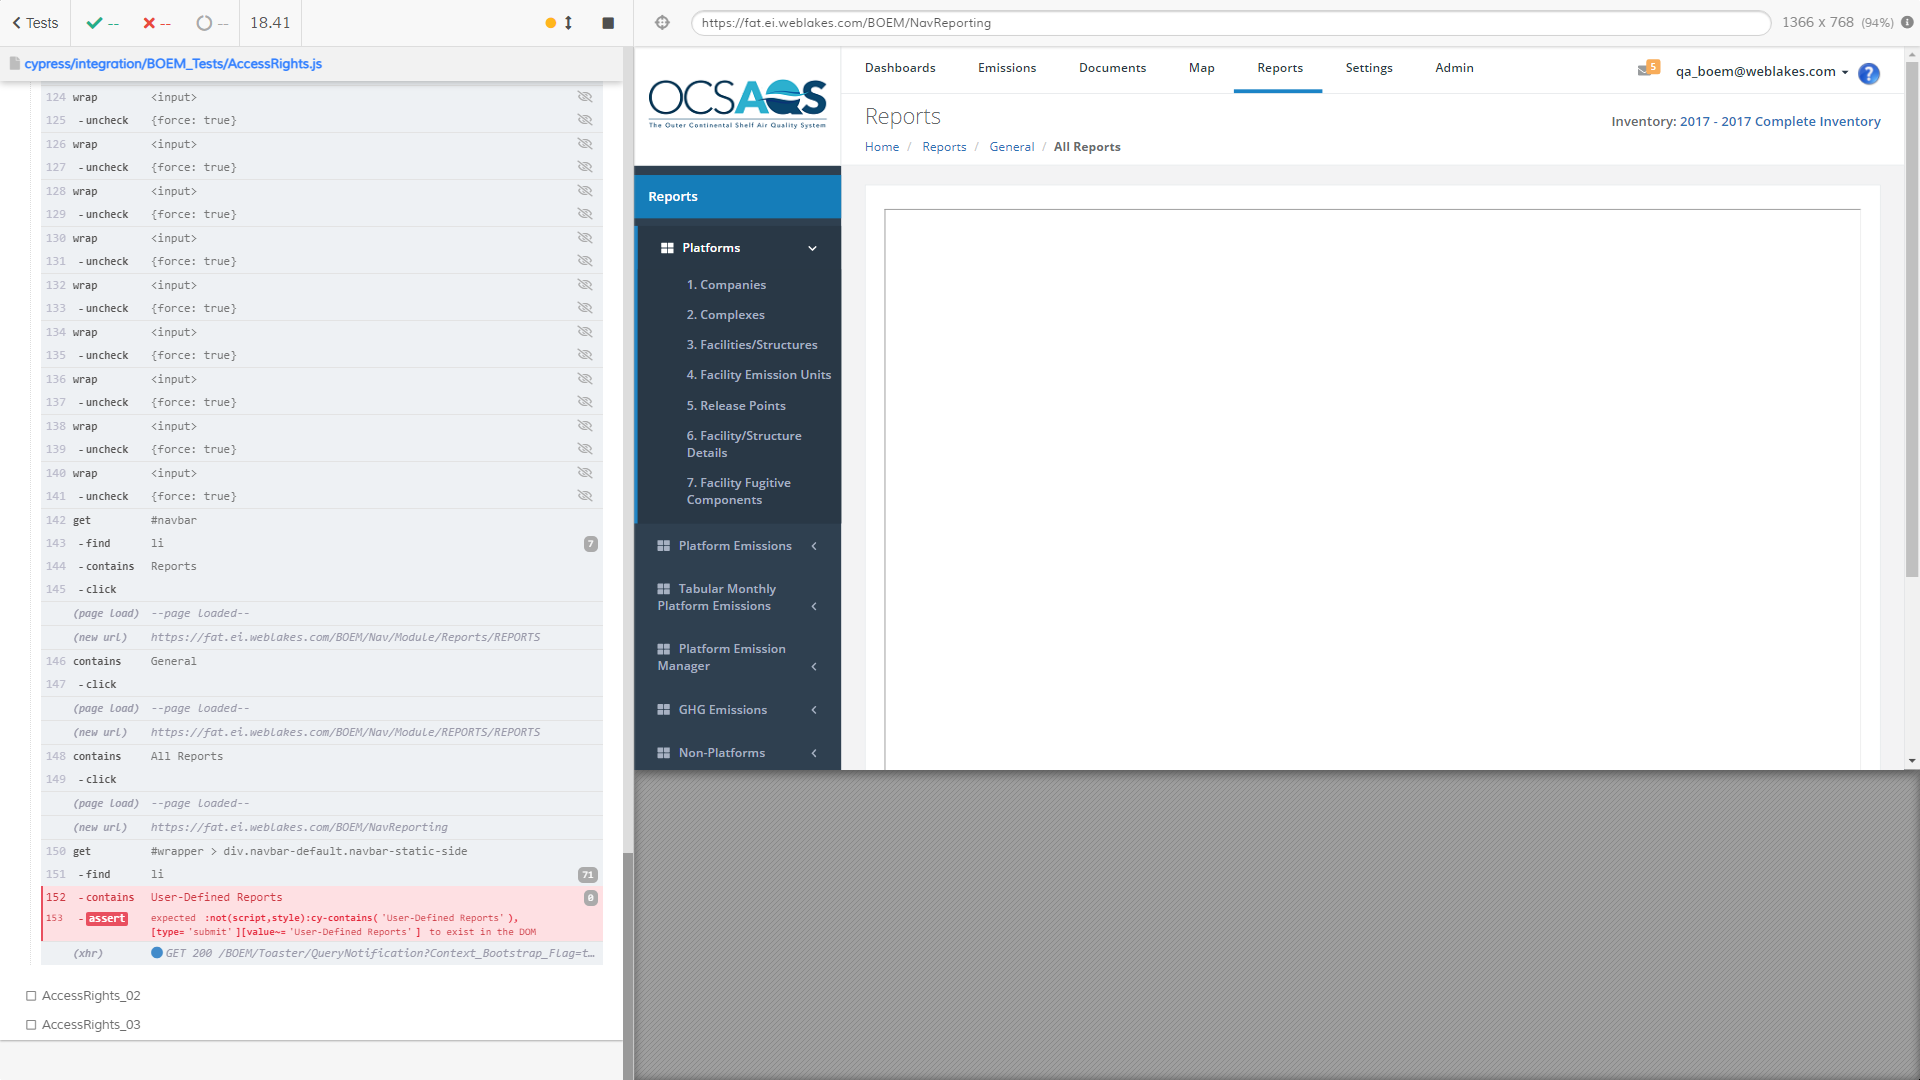 Tests
--
--
--
18.41
https://fat.ei.weblakes.com/BOEM/NavReporting
1366 x 768 (94%)
cypress/integration/BOEM_Tests/AccessRights.js
124 wrap <input>
125 -uncheck {force: true}
126 wrap <input>
127 -uncheck {force: true}
128 wrap <input>
129 -uncheck {force: true}
130 wrap <input>
131 -uncheck {force: true}
132 wrap <input>
133 -uncheck {force: true}
134 wrap <input>
135 -uncheck {force: true}
136 wrap <input>
137 -uncheck {force: true}
138 wrap <input>
139 -uncheck {force: true}
140 wrap <input>
141 -uncheck {force: true}
142 get #navbar
143 -find li 7
144 -contains Reports
145 -click
(page load) --page loaded--
(new url) https://fat.ei.weblakes.com/BOEM/Nav/Module/Reports/REPORTS
146 contains General
147 -click
(page load) --page loaded--
(new url) https://fat.ei.weblakes.com/BOEM/Nav/Module/REPORTS/REPORTS
148 contains All Reports
149 -click
(page load) --page loaded--
(new url) https://fat.ei.weblakes.com/BOEM/NavReporting
150 get #wrapper > div.navbar-default.navbar-static-side
151 -find li 71
152 -contains User-Defined Reports 0
153 -assert expected :not(script,style):cy-contains('User-Defined Reports'),
[type='submit'][value~='User-Defined Reports'] to exist in the DOM
(xhr) GET 200 /BOEM/Toaster/QueryNotification?Context_Bootstrap_Flag=t…
AccessRights_02
AccessRights_03
OCSAQS
The Outer Continental Shelf Air Quality System
Dashboards Emissions Documents Map Reports Settings Admin
5
qa_boem@weblakes.com
?
Reports
Inventory: 2017 - 2017 Complete Inventory
Home / Reports / General / All Reports
Reports
Platforms
1. Companies
2. Complexes
3. Facilities/Structures
4. Facility Emission Units
5. Release Points
6. Facility/Structure
Details
7. Facility Fugitive
Components
Platform Emissions
Tabular Monthly
Platform Emissions
Platform Emission
Manager
GHG Emissions
Non-Platforms